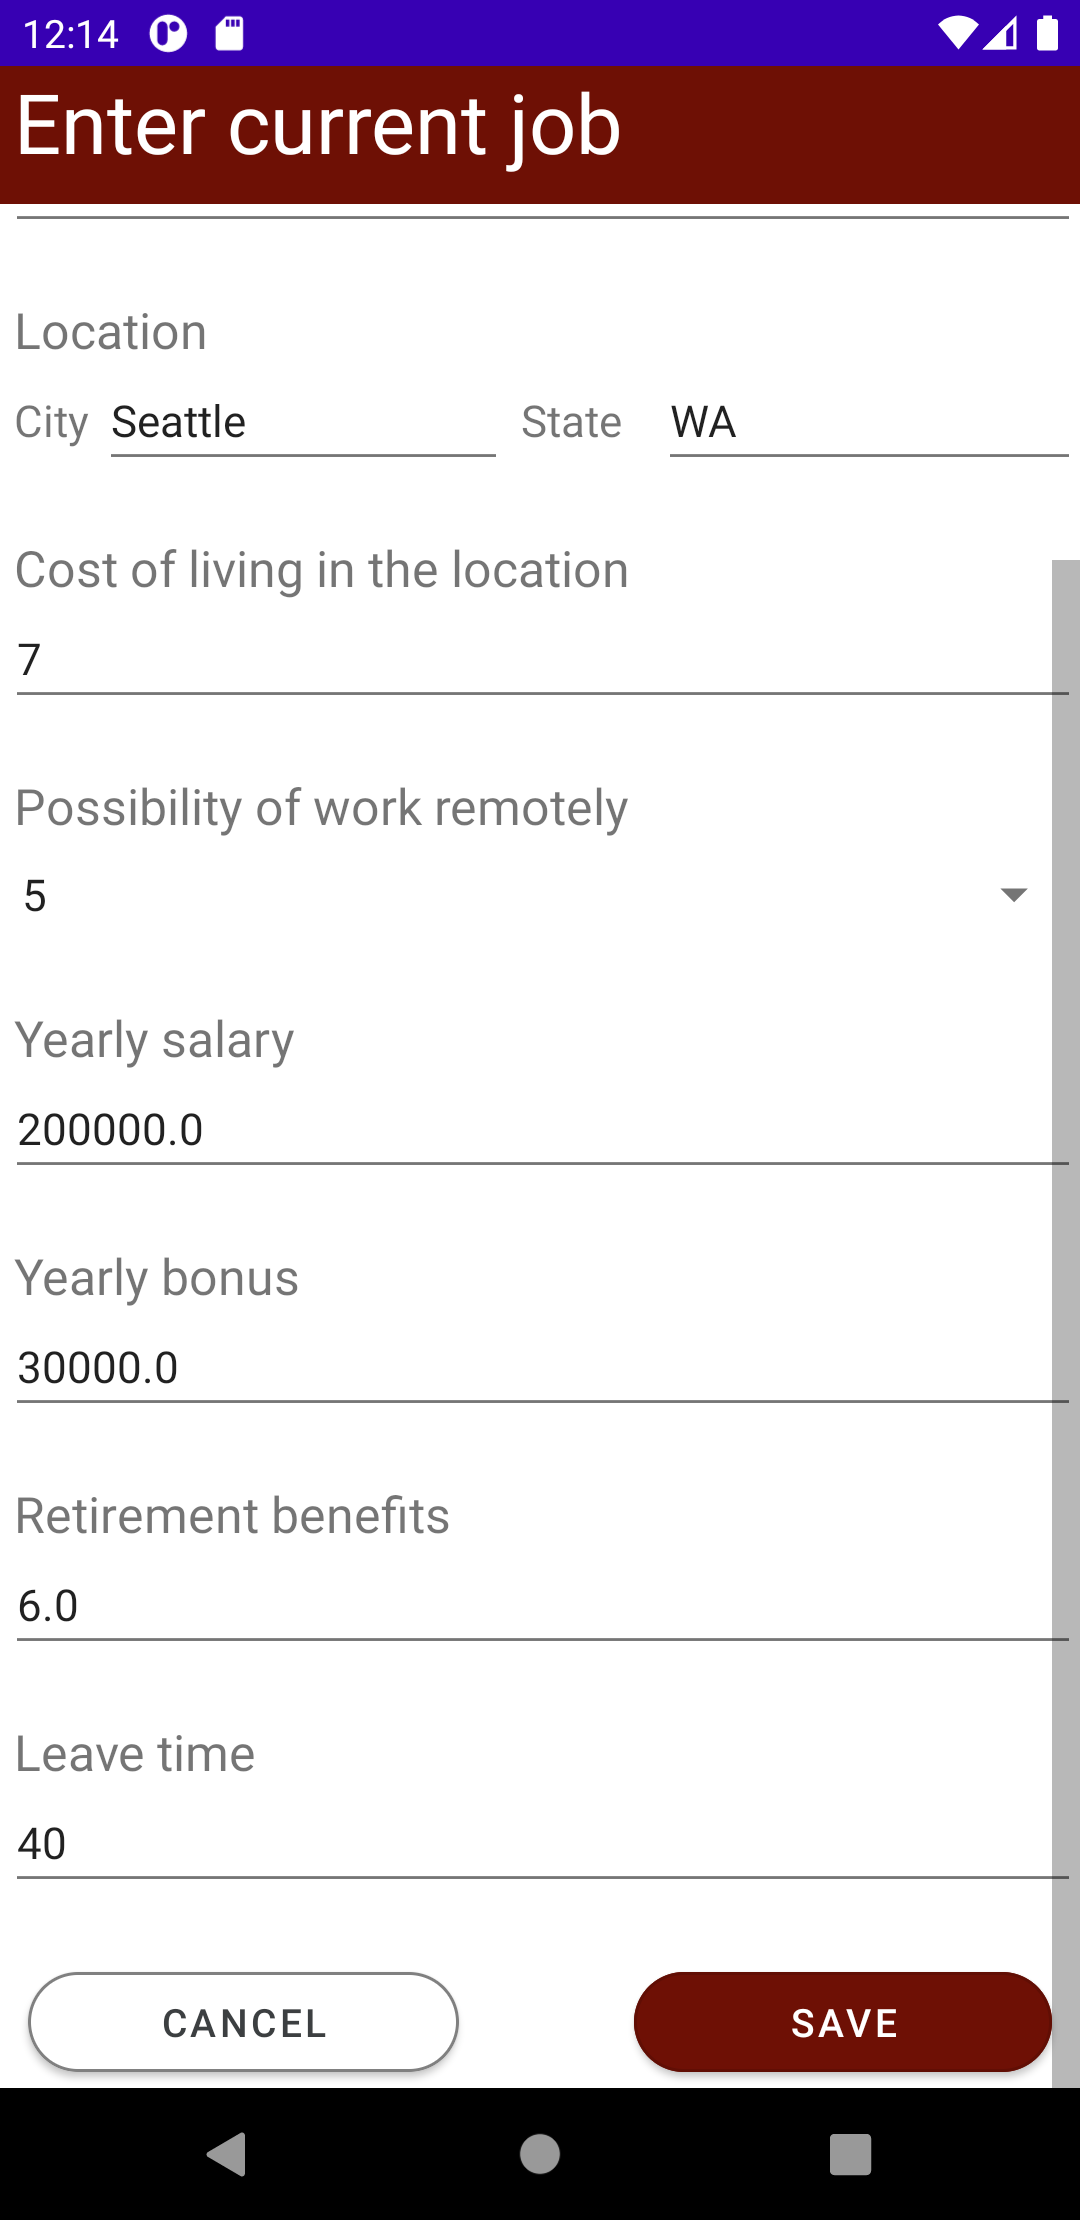 12:14
Enter current job
Location
City Seattle State WA
Cost of living in the location
7
Possibility of work remotely
5
Yearly salary
200000.0
Yearly bonus
30000.0
Retirement benefits
6.0
Leave time
40
CANCEL SAVE